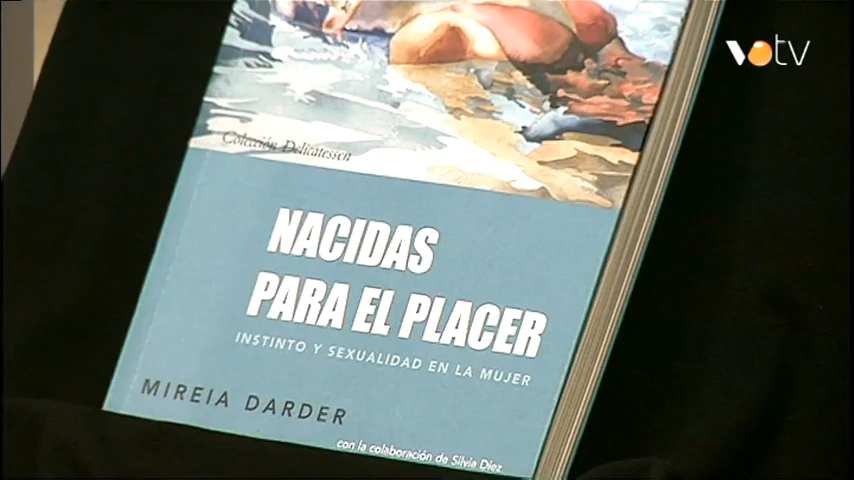 votv
Colección Delicatessen
NACIDAS
PARA EL PLACER
INSTINTO Y SEXUALIDAD EN LA MUJER
MIREIA DARDER
con la colaboración de Silvia Díez